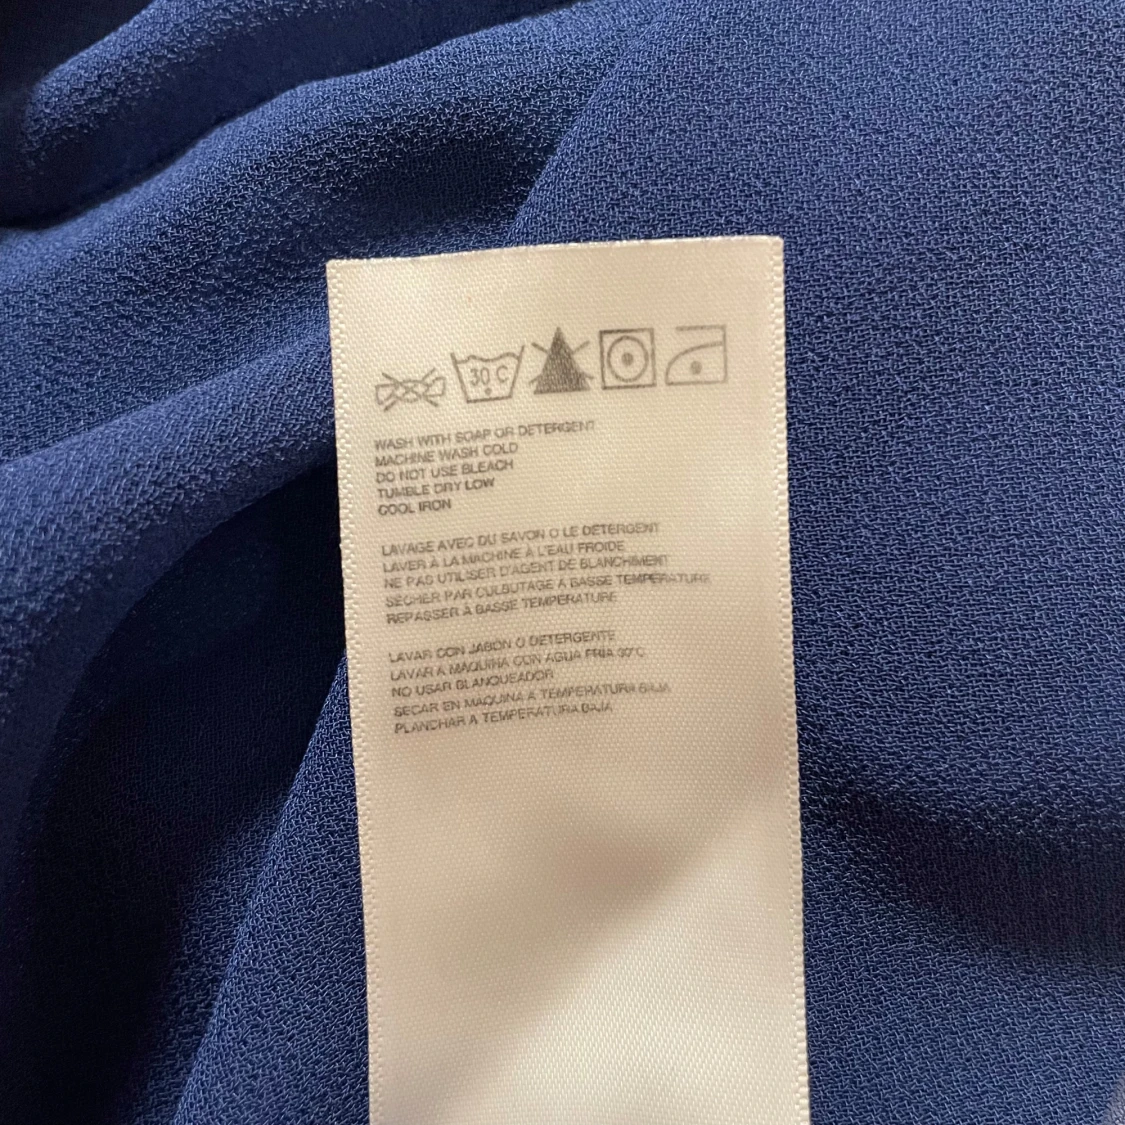 30 C
WASH WITH SOAP OR DETERGENT
MACHINE WASH COLD
DO NOT USE BLEACH
TUMBLE DRY LOW
COOL IRON
LAVAGE AVEC DU SAVON O LE DETERGENT
LAVER À LA MACHINE À L'EAU FROIDE
NE PAS UTILISER D'AGENT DE BLANCHIMENT
SÉCHER PAR CULBUTAGE À BASSE TEMPERATURE
REPASSER À BASSE TEMPERATURE
LAVAR CON JABÓN O DETERGENTE
LAVAR A MAQUINA CON AGUA FRIA 30°C
NO USAR BLANQUEADOR
SECAR EN MAQUINA A TEMPERATURA BAJA
PLANCHAR A TEMPERATURA BAJA